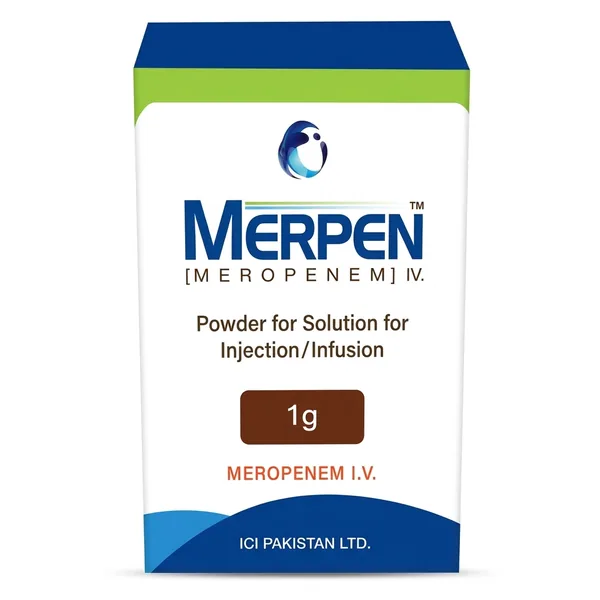 MERPEN™
[MEROPENEM] IV.
Powder for Solution for
Injection/Infusion
1g
MEROPENEM I.V.
ICI PAKISTAN LTD.